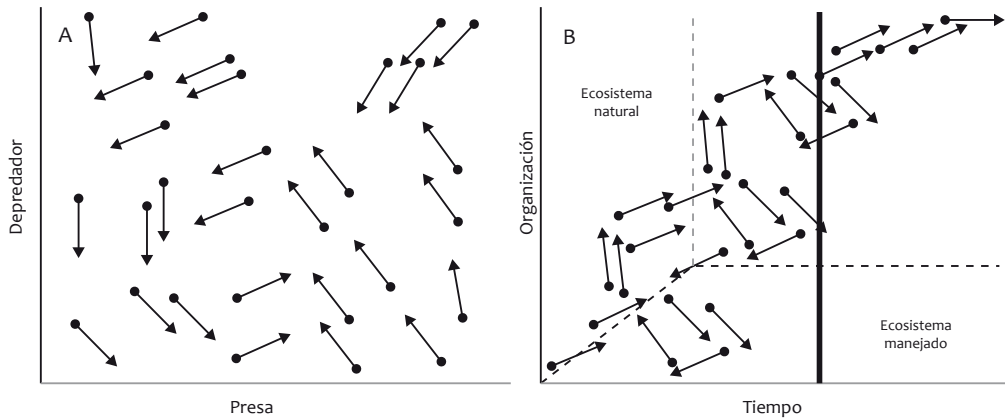 A
Depredador
Presa
B
Ecosistema
natural
Organización
Ecosistema
manejado
Tiempo